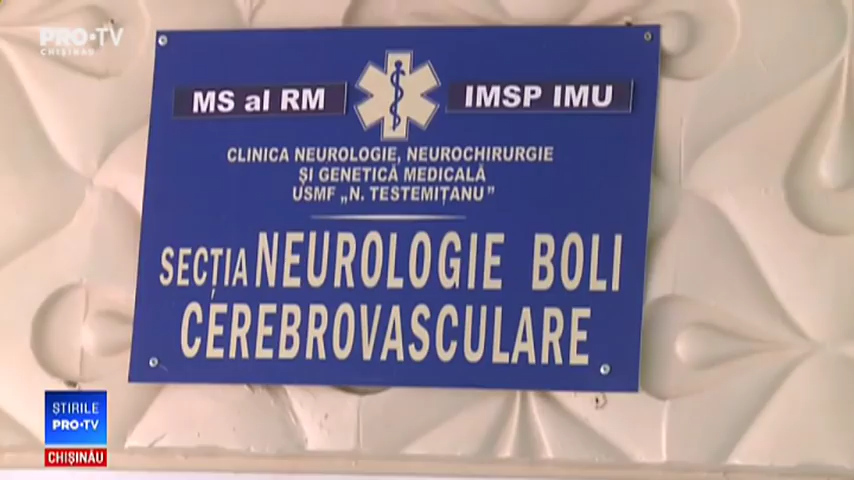 PRO•TV
CHIȘINĂU
MS al RM
IMSP IMU
CLINICA NEUROLOGIE, NEUROCHIRURGIE
ȘI GENETICĂ MEDICALĂ
USMF „N. TESTEMIȚANU”
SECȚIA NEUROLOGIE BOLI
CEREBROVASCULARE
ȘTIRILE
PRO•TV
CHIȘINĂU